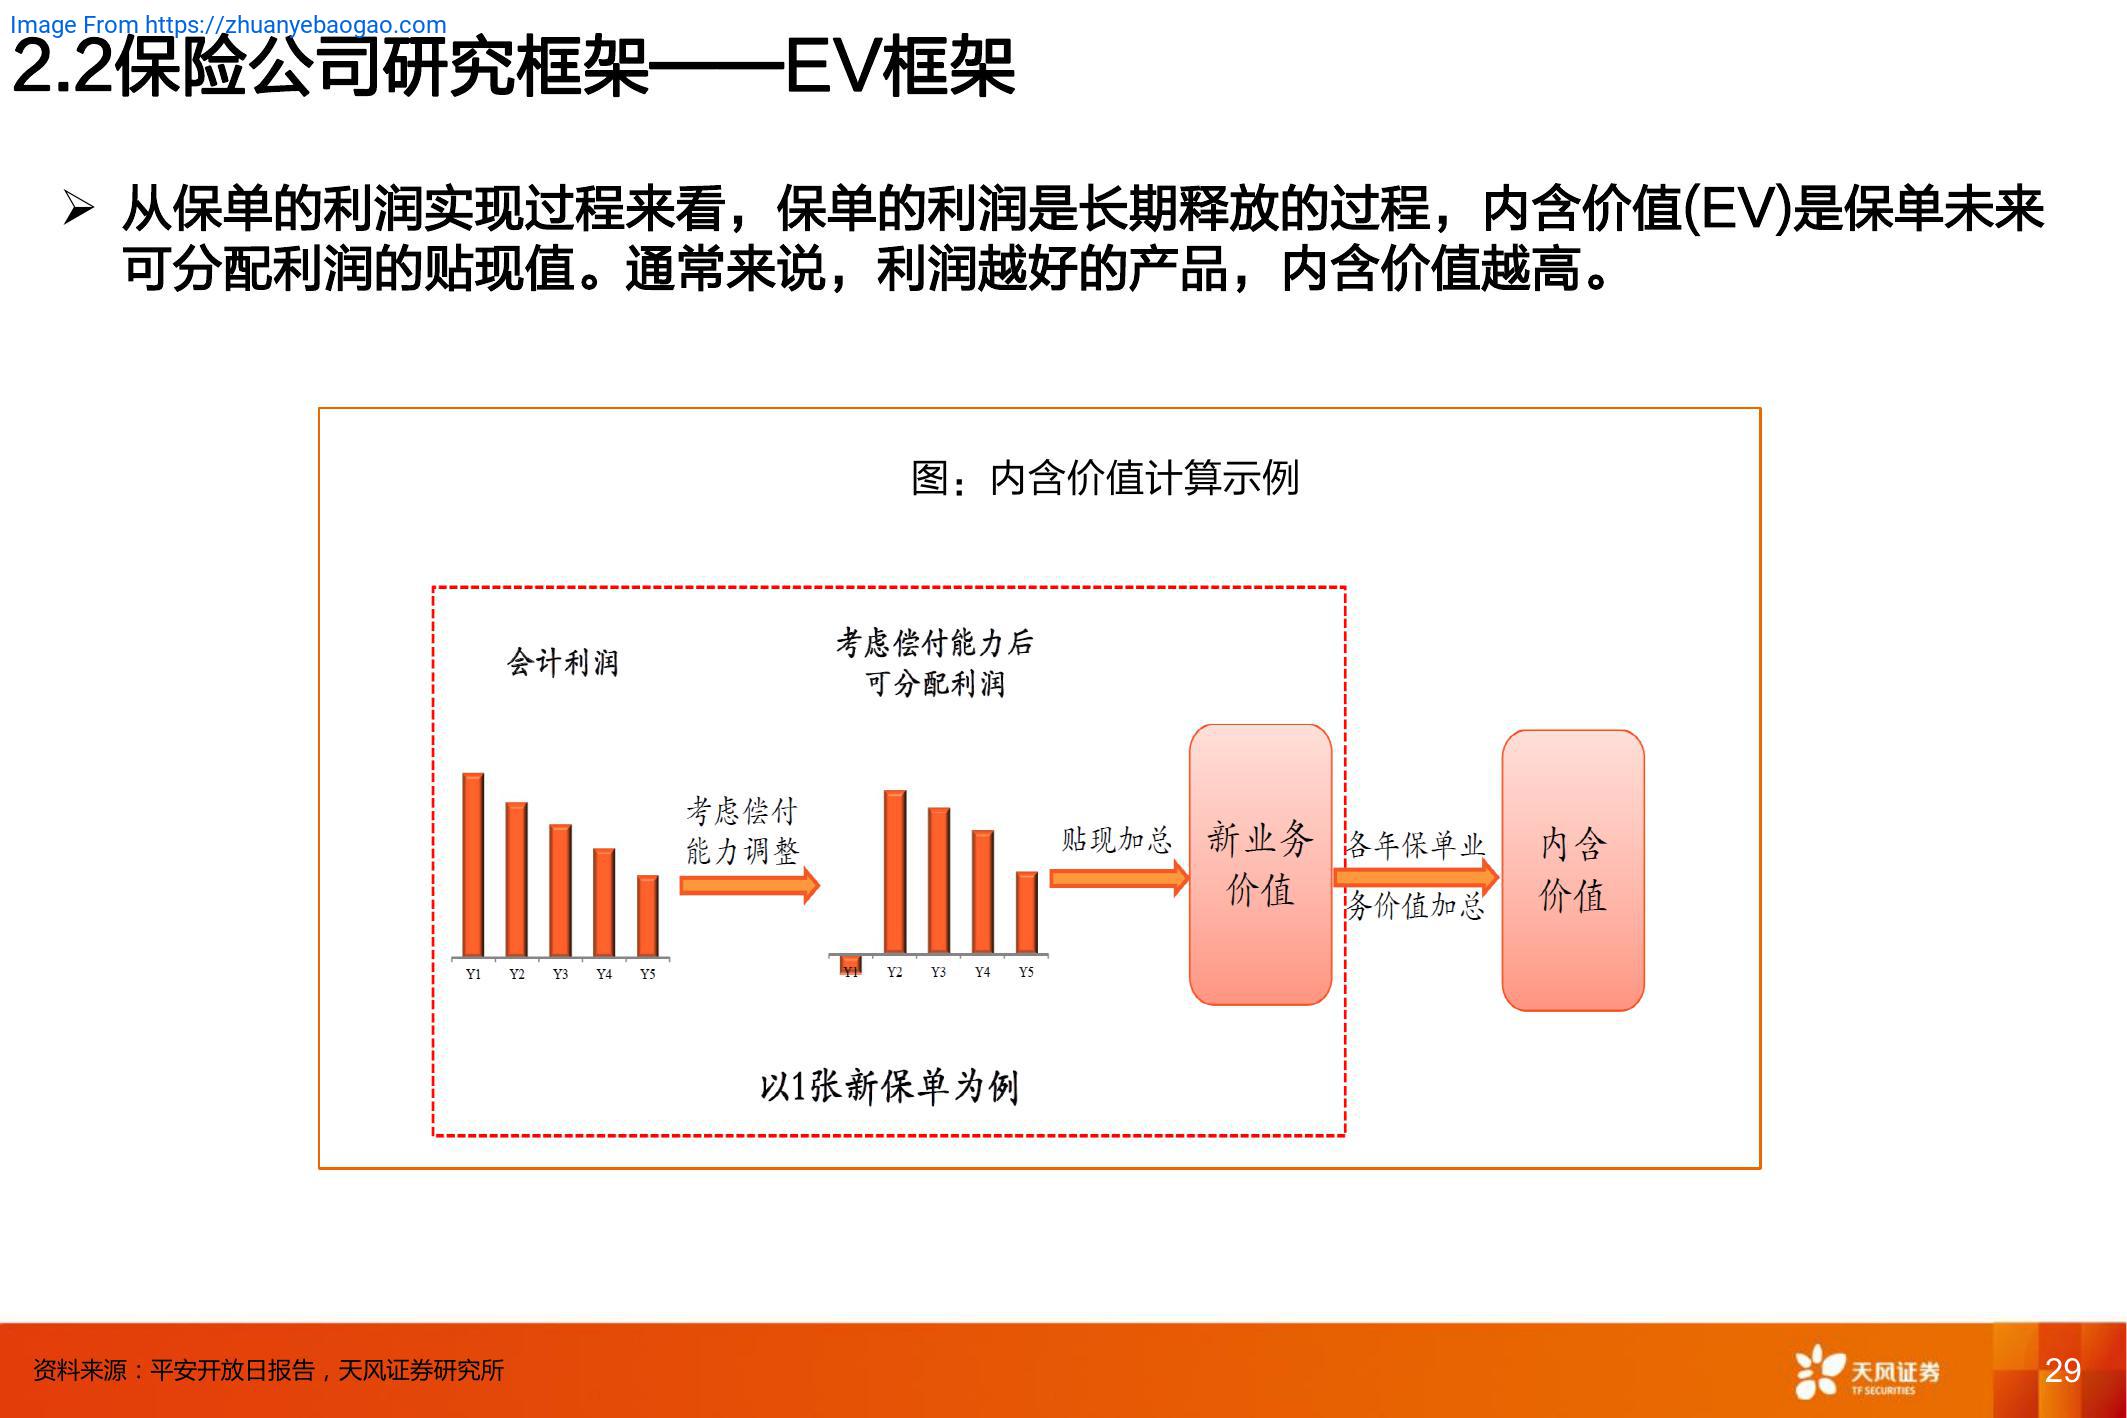 Image From https://zhuanyebaogao.com
2.2保险公司研究框架——EV框架
➢ 从保单的利润实现过程来看，保单的利润是长期释放的过程，内含价值(EV)是保单未来
可分配利润的贴现值。通常来说，利润越好的产品，内含价值越高。
图：内含价值计算示例
会计利润
考虑偿付能力后
可分配利润
考虑偿付
能力调整
贴现加总
新业务
价值
各年保单业
务价值加总
内含
价值
Y1 Y2 Y3 Y4 Y5
Y1 Y2 Y3 Y4 Y5
以1张新保单为例
资料来源：平安开放日报告，天风证券研究所
天风证券
TF SECURITIES
29